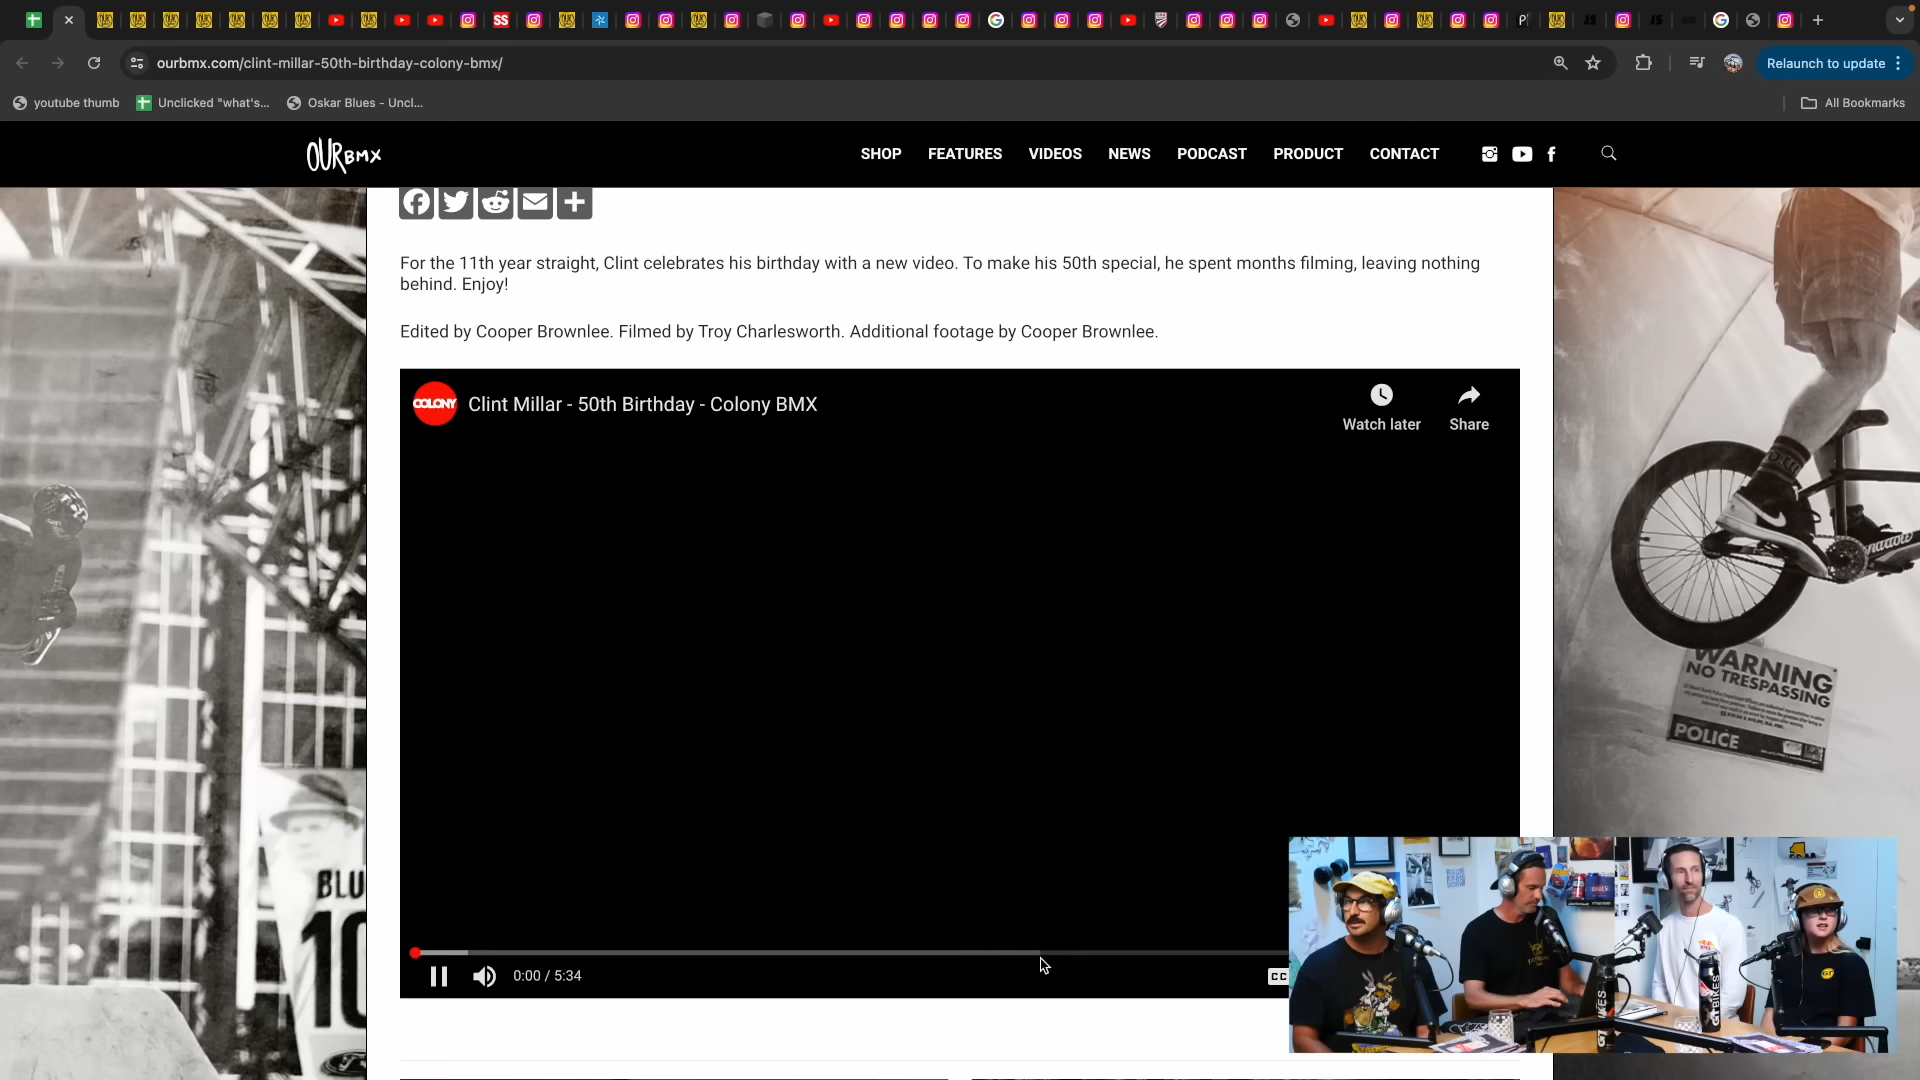 ourbmx.com/clint-millar-50th-birthday-colony-bmx/
Relaunch to update
youtube thumb
Unclicked "what's...
Oskar Blues - Uncl...
All Bookmarks
OURBMX
SHOP
FEATURES
VIDEOS
NEWS
PODCAST
PRODUCT
CONTACT
For the 11th year straight, Clint celebrates his birthday with a new video. To make his 50th special, he spent months filming, leaving nothing
behind. Enjoy!
Edited by Cooper Brownlee. Filmed by Troy Charlesworth. Additional footage by Cooper Brownlee.
COLONY
Clint Millar - 50th Birthday - Colony BMX
Watch later
Share
WARNING
NO TRESPASSING
POLICE
BLU
10
0:00 / 5:34
CC
GT BIKES
GT